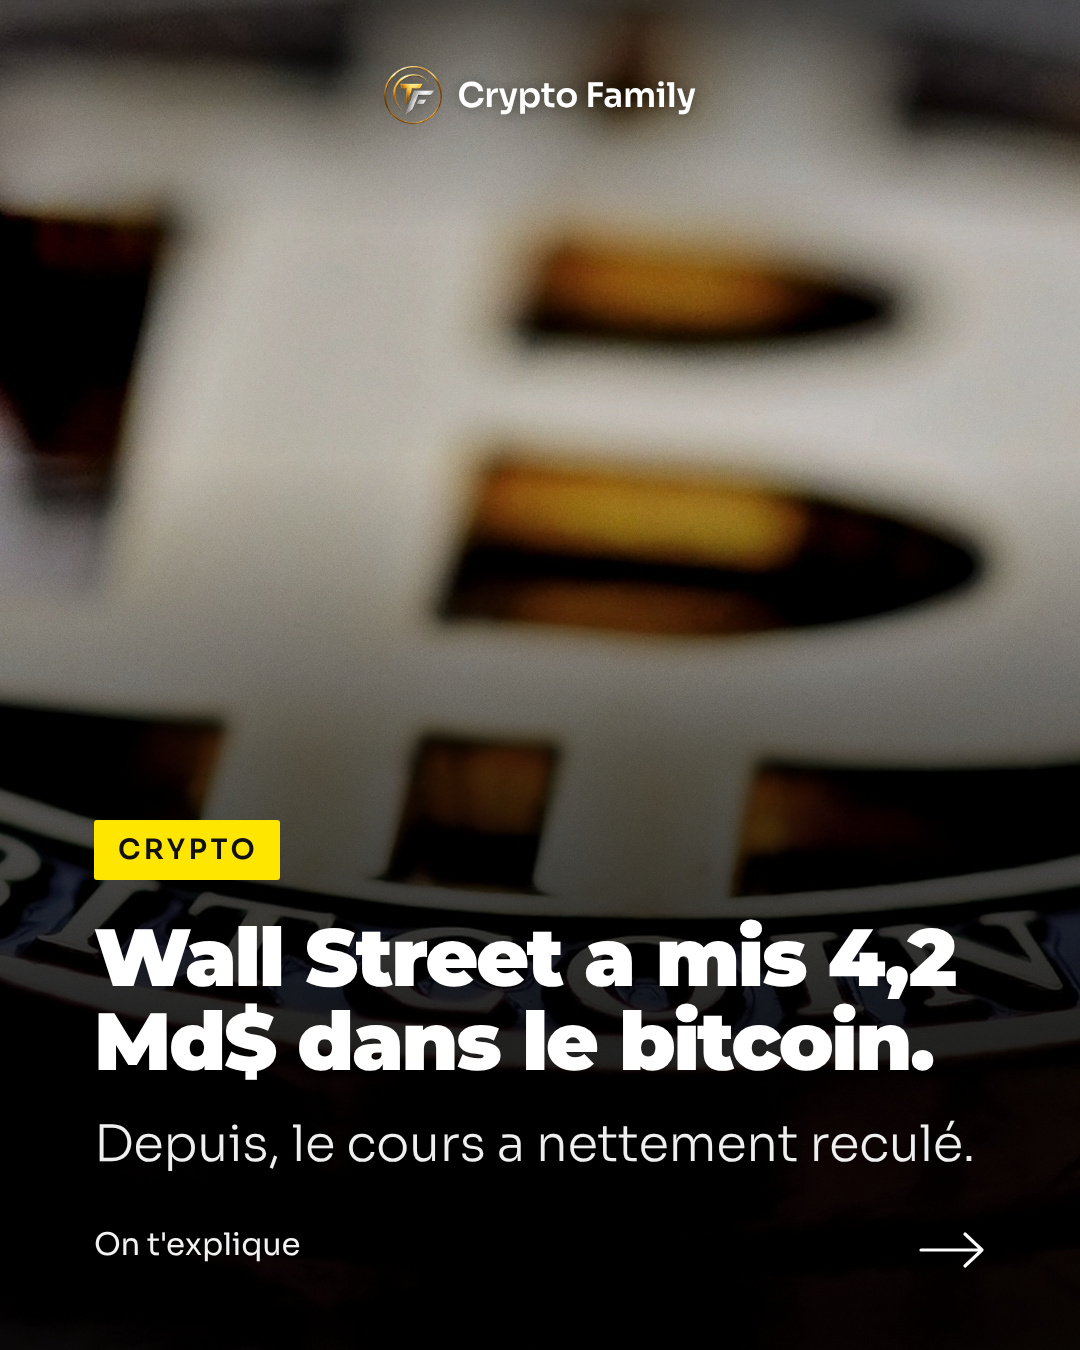 Crypto Family
CRYPTO
BITCOIN
Wall Street a mis 4,2
Md$ dans le bitcoin.
Depuis, le cours a nettement reculé.
On t'explique